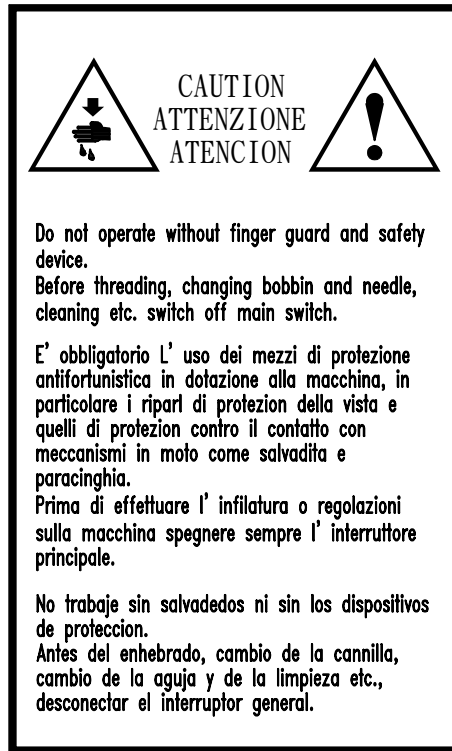 CAUTION
ATTENZIONE
ATENCION
Do not operate without finger guard and safety
device.
Before threading, changing bobbin and needle,
cleaning etc. switch off main switch.
E' obbligatorio L' uso dei mezzi di protezione
antifortunistica in dotazione alla macchina, in
particolare i riparl di protezion della vista e
quelli di protezion contro il contatto con
meccanismi in moto come salvadita e
paracinghia.
Prima di effettuare l' infilatura o regolazioni
sulla macchina spegnere sempre l' interruttore
principale.
No trabaje sin salvadedos ni sin los dispositivos
de proteccion.
Antes del enhebrado, cambio de la cannilla,
cambio de la aguja y de la limpieza etc.,
desconectar el interruptor general.